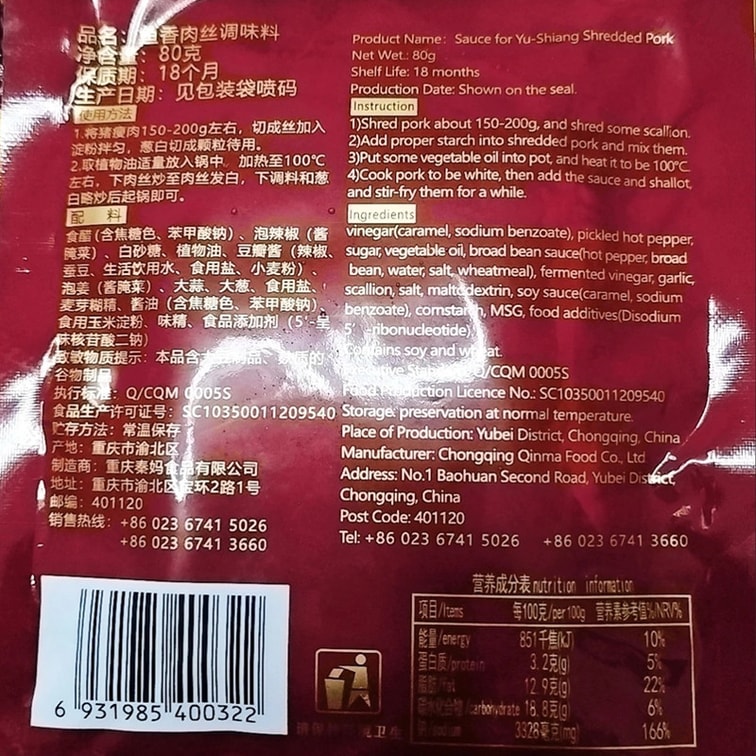 品名：鱼香肉丝调味料
净含量：80克
保质期：18个月
生产日期：见包装袋喷码
使用方法
1.将猪瘦肉150-200g左右，切成丝加入
淀粉拌匀，葱白切成颗粒待用。
2.取植物油适量放入锅中，加热至100℃
左右，下肉丝炒至肉丝发白，下调料和葱
白略炒后起锅即可。
配 料
食醋（含焦糖色、苯甲酸钠）、泡辣椒（酱
腌菜）、白砂糖、植物油、豆瓣酱（辣椒、
蚕豆、生活饮用水、食用盐、小麦粉）、
泡姜（酱腌菜）、大蒜、大葱、食用盐、
麦芽糊精、酱油（含焦糖色、苯甲酸钠）、
食用玉米淀粉、味精、食品添加剂（5'-呈
味核苷酸二钠）
致敏物质提示：本品含大豆制品、 的
谷物制品
执行标准：Q/CQM 0005S
食品生产许可证号：SC10350011209540
贮存方法：常温保存
产地：重庆市渝北区
制造商：重庆秦妈食品有限公司
地址：重庆市渝北区宝环2路1号
邮编：401120
销售热线：+86 023 6741 5026
+86 023 6741 3660
Product Name: Sauce for Yu-Shiang Shredded Pork
Net Wet.: 80g
Shelf Life: 18 months
Production Date: Shown on the seal.
Instruction
1)Shred pork about 150-200g, and shred some scallion.
2)Add proper starch into shredded pork and mix them.
3)Put some vegetable oil into pot, and heat it to be 100℃.
4)Cook pork to be white, then add the sauce and shallot,
and stir-fry them for a while.
Ingredients
vinegar(caramel, sodium benzoate), pickled hot pepper,
sugar, vegetable oil, broad bean sauce(hot pepper, broad
bean, water, salt, wheatmeal), fermented vinegar, garlic,
scallion, salt, maltodextrin, soy sauce(caramel, sodium
benzoate), cornstarch, MSG, food additives(Disodium
5' -ribonucleotide).
Contains soy and wheat.
Q/CQM 0005S
Food Production Licence No.: SC10350011209540
Storage: preservation at normal temperature.
Place of Production: Yubei District, Chongqing, China
Manufacturer: Chongqing Qinma Food Co., Ltd
Address: No.1 Baohuan Second Road, Yubei District,
Chongqing, China
Post Code: 401120
Tel: +86 023 6741 5026 +86 023 6741 3660
6 931985 400322
营养成分表 nutrition information
项目/Items 每100克/per 100g 营养素参考值%/NRV%
能量/energy 851千焦(kJ) 10%
蛋白质/protein 3.2克(g) 5%
脂肪/fat 12.9克(g) 22%
碳水化合物/carbohydrate 18.8克(g) 6%
钠/sodium 3328毫克(mg) 166%